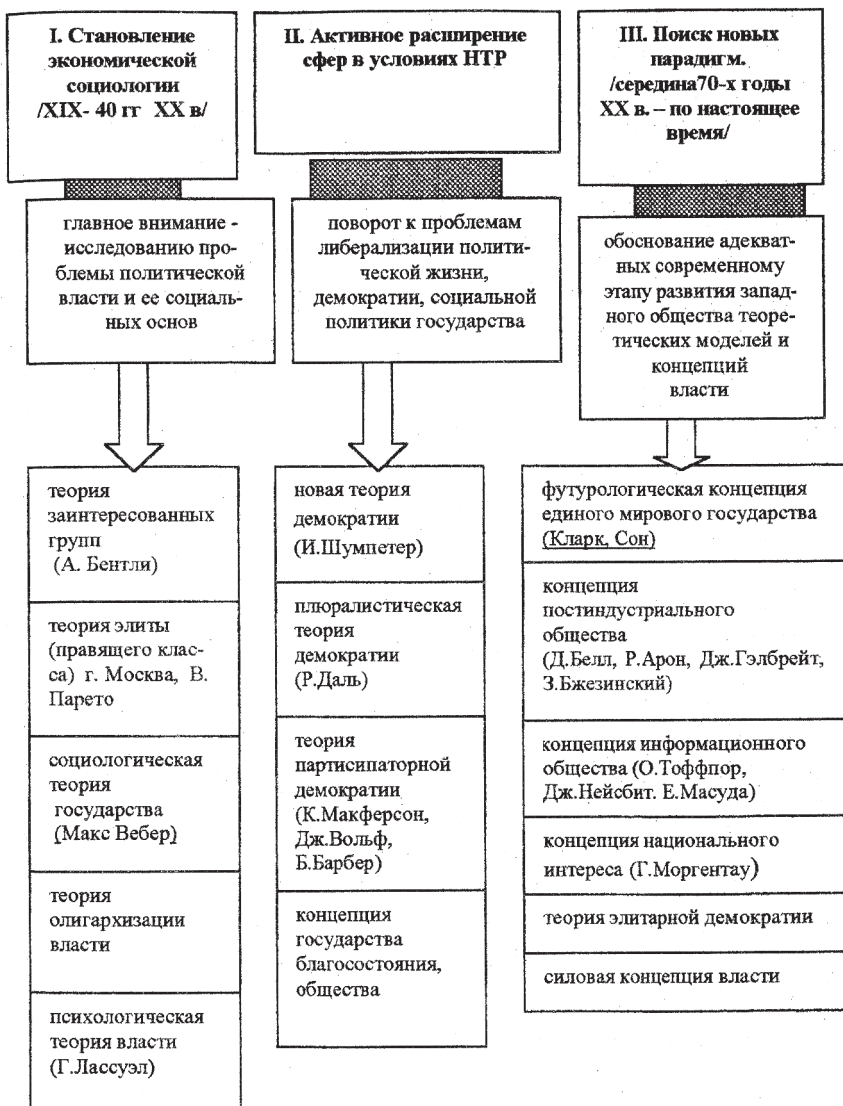 I. Становление
экономической
социологии
/XIX- 40 гг XX в/
главное внимание -
исследованию про-
блемы политической
власти и ее социаль-
ных основ
теория
заинтересованных
групп
(А. Бентли)
теория элиты
(правящего клас-
са) г. Москва, В.
Парето
социологическая
теория
государства
(Макс Вебер)
теория
олигархизации
власти
психологическая
теория власти
(Г.Лассуэл)
II. Активное расширение
сфер в условиях НТР
поворот к проблемам
либерализации полити-
ческой жизни,
демократии, социальной
политики государства
новая теория
демократии
(И.Шумпетер)
плюралистическая
теория
демократии
(Р.Даль)
теория
партисипаторной
демократии
(К.Макферсон,
Дж.Вольф,
Б.Барбер)
концепция
государства
благосостояния,
общества
III. Поиск новых
парадигм.
/середина70-х годы
XX в. – по настоящее
время/
обоснование адекват-
ных современному
этапу развития запад-
ного общества теоре-
тических моделей и
концепций
власти
футурологическая концепция
единого мирового государства
(Кларк, Сон)
концепция
постиндустриального
общества
(Д.Белл, Р.Арон, Дж.Гэлбрейт,
З.Бжезинский)
концепция информационного
общества (О.Тоффпор,
Дж.Нейсбит. Е.Масуда)
концепция национального
интереса (Г.Моргентау)
теория элитарной демократии
силовая концепция власти